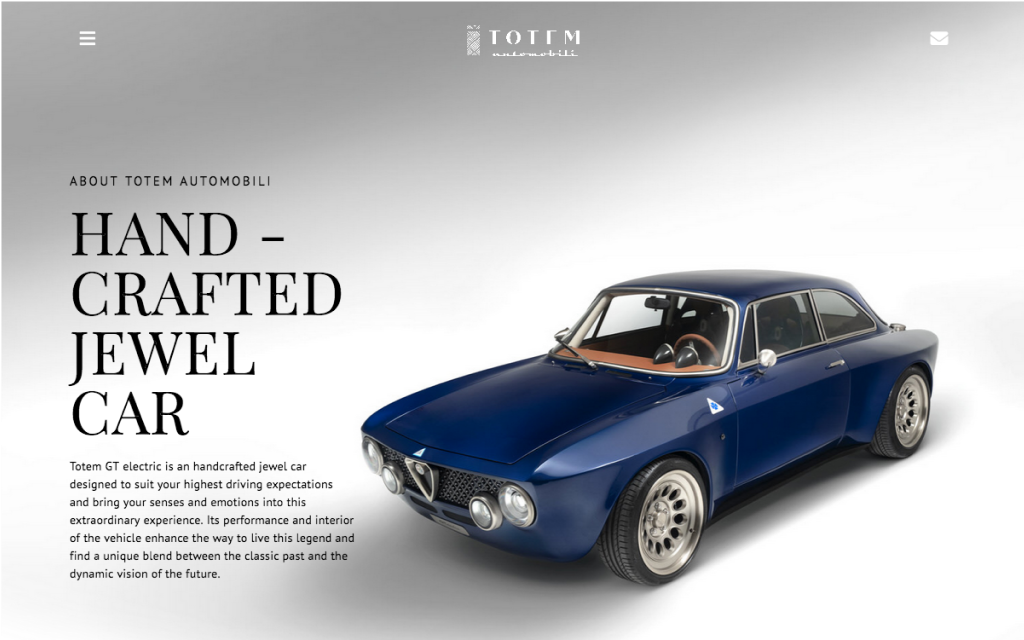 TOTEM
automobili
ABOUT TOTEM AUTOMOBILI
HAND –
CRAFTED
JEWEL
CAR
Totem GT electric is an handcrafted jewel car
designed to suit your highest driving expectations
and bring your senses and emotions into this
extraordinary experience. Its performance and interior
of the vehicle enhance the way to live this legend and
find a unique blend between the classic past and the
dynamic vision of the future.